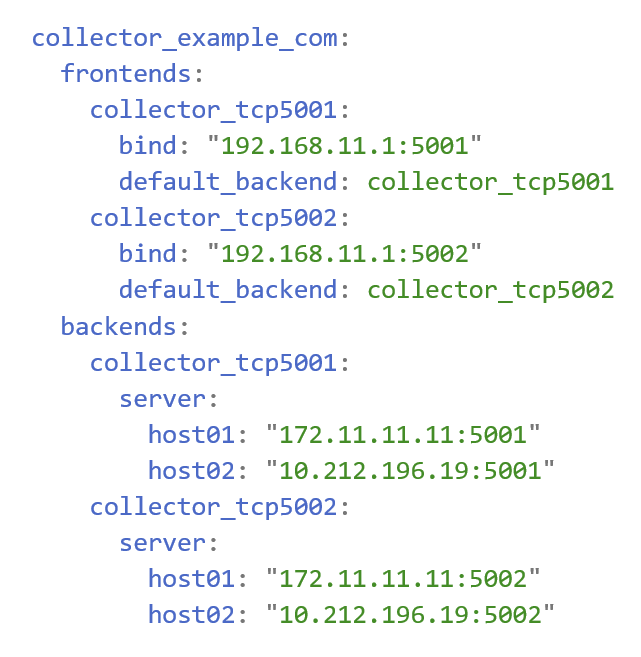 collector_example_com:
  frontends:
    collector_tcp5001:
      bind: "192.168.11.1:5001"
      default_backend: collector_tcp5001
    collector_tcp5002:
      bind: "192.168.11.1:5002"
      default_backend: collector_tcp5002
  backends:
    collector_tcp5001:
      server:
        host01: "172.11.11.11:5001"
        host02: "10.212.196.19:5001"
    collector_tcp5002:
      server:
        host01: "172.11.11.11:5002"
        host02: "10.212.196.19:5002"